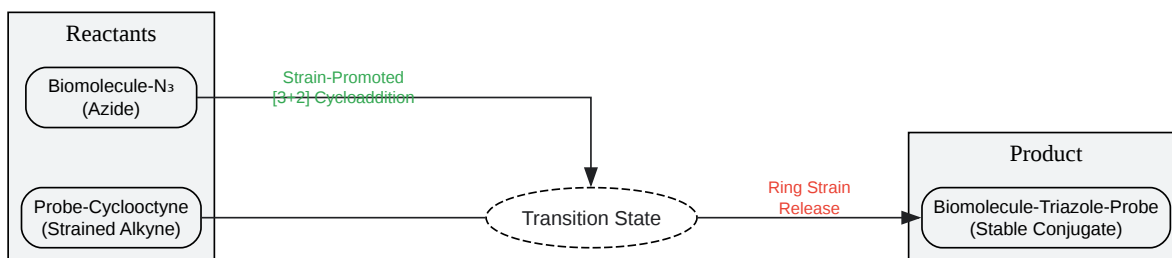 Reactants
Biomolecule-N₃
(Azide)
Strain-Promoted
[3+2] Cycloaddition
Probe-Cyclooctyne
(Strained Alkyne)
Transition State
Ring Strain
Release
Product
Biomolecule-Triazole-Probe
(Stable Conjugate)